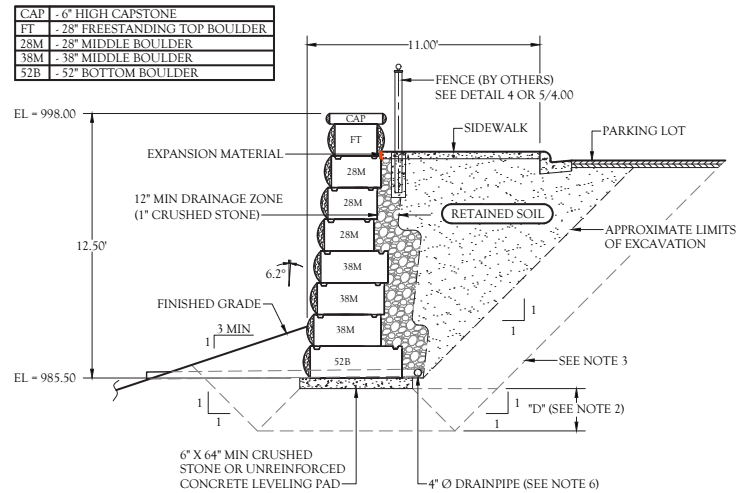 CAP - 6" HIGH CAPSTONE
FT - 28" FREESTANDING TOP BOULDER
28M - 28" MIDDLE BOULDER
38M - 38" MIDDLE BOULDER
52B - 52" BOTTOM BOULDER
11.00'
FENCE (BY OTHERS)
SEE DETAIL 4 OR 5/4.00
EL = 998.00
CAP
SIDEWALK
PARKING LOT
FT
EXPANSION MATERIAL
28M
12" MIN DRAINAGE ZONE
(1" CRUSHED STONE)
28M
RETAINED SOIL
APPROXIMATE LIMITS
OF EXCAVATION
28M
12.50'
38M
6.2°
38M
FINISHED GRADE
1
1
3 MIN
1
38M
SEE NOTE 3
52B
EL = 985.50
1
1
1
1
"D" (SEE NOTE 2)
6" X 64" MIN CRUSHED
STONE OR UNREINFORCED
CONCRETE LEVELING PAD
4" Ø DRAINPIPE (SEE NOTE 6)